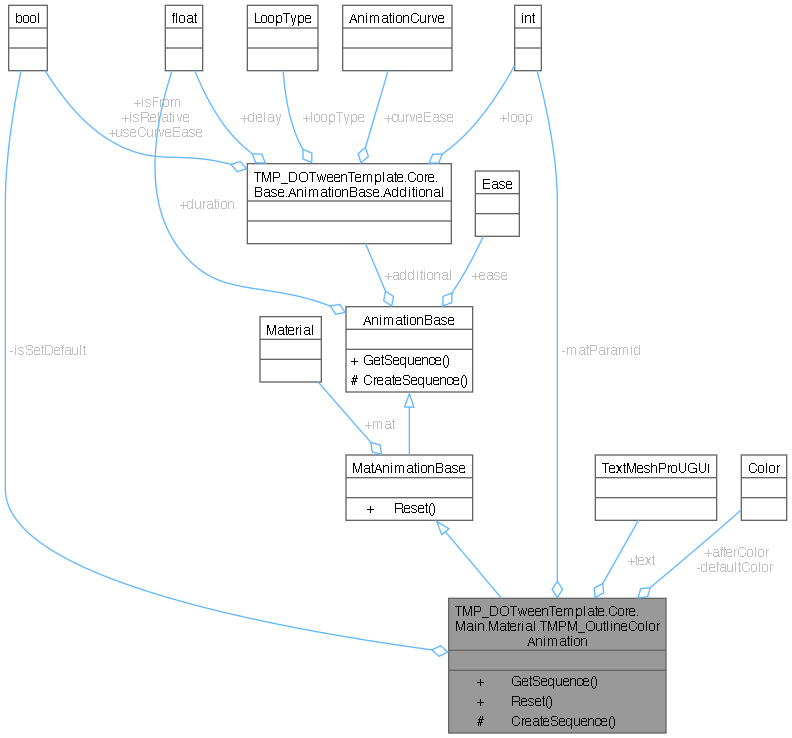 bool
float
LoopType
AnimationCurve
int
+isFrom
+isRelative
+useCurveEase
+delay
+loopType
+curveEase
+loop
TMP_DOTweenTemplate.Core.
Base.AnimationBase.Additional
Ease
+duration
+additional
+ease
AnimationBase
+ GetSequence()
# CreateSequence()
Material
-isSetDefault
-matParamId
+mat
MatAnimationBase
+ Reset()
TextMeshProUGUI
Color
+text
+afterColor
-defaultColor
TMP_DOTweenTemplate.Core.
Main.Material.TMPM_OutlineColor
Animation
+ GetSequence()
+ Reset()
# CreateSequence()